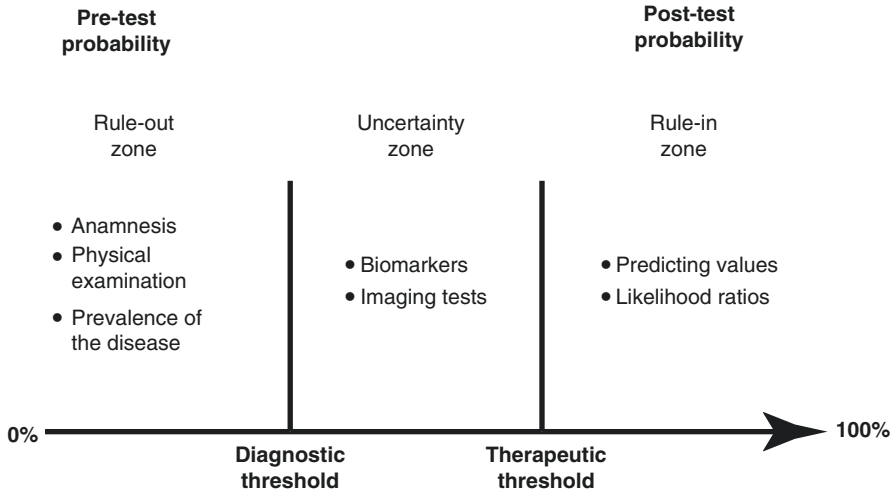 Pre-test
probability
Post-test
probability
Rule-out
zone
Uncertainty
zone
Rule-in
zone
• Anamnesis
• Physical
examination
• Prevalence of
the disease
• Biomarkers
• Imaging tests
• Predicting values
• Likelihood ratios
0%
100%
Diagnostic
threshold
Therapeutic
threshold